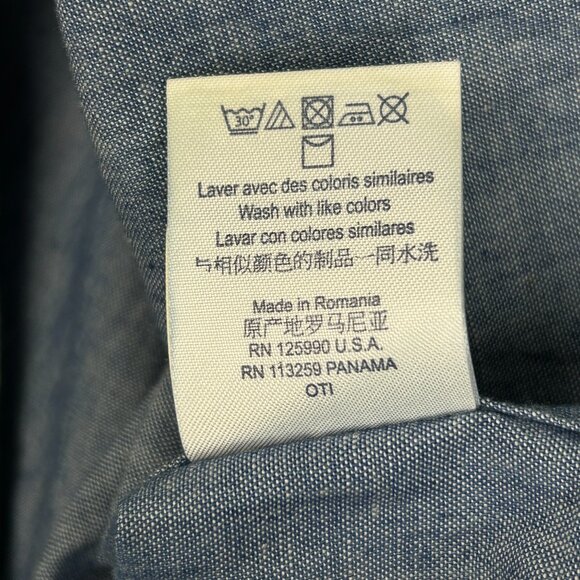 30°
Laver avec des coloris similaires
Wash with like colors
Lavar con colores similares
与相似颜色的制品一同水洗
Made in Romania
原产地罗马尼亚
RN 125990 U.S.A.
RN 113259 PANAMA
OTI